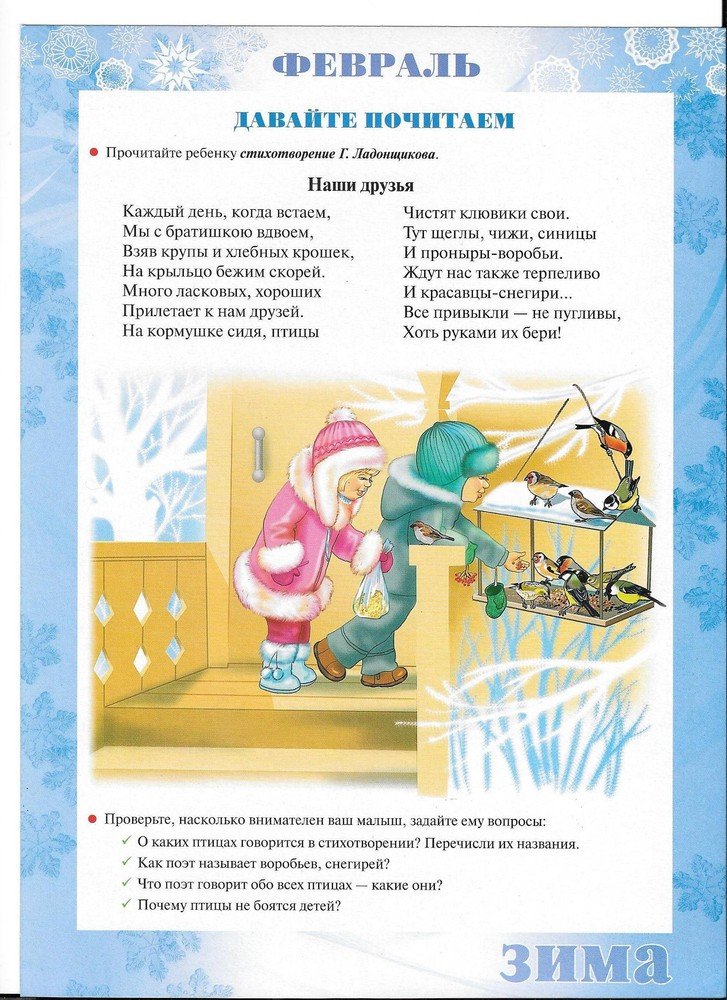 ФЕВРАЛЬ
ДАВАЙТЕ ПОЧИТАЕМ
Прочитайте ребенку стихотворение Г. Ладонщикова.
Наши друзья
Каждый день, когда встаем,
Мы с братишкою вдвоем,
Взяв крупы и хлебных крошек,
На крыльцо бежим скорей.
Много ласковых, хороших
Прилетает к нам друзей.
На кормушке сидя, птицы
Чистят клювики свои.
Тут щеглы, чижи, синицы
И проныры-воробьи.
Ждут нас также терпеливо
И красавцы-снегири...
Все привыкли — не пугливы,
Хоть руками их бери!
Проверьте, насколько внимателен ваш малыш, задайте ему вопросы:
✓ О каких птицах говорится в стихотворении? Перечисли их названия.
✓ Как поэт называет воробьев, снегирей?
✓ Что поэт говорит обо всех птицах — какие они?
✓ Почему птицы не боятся детей?
зима